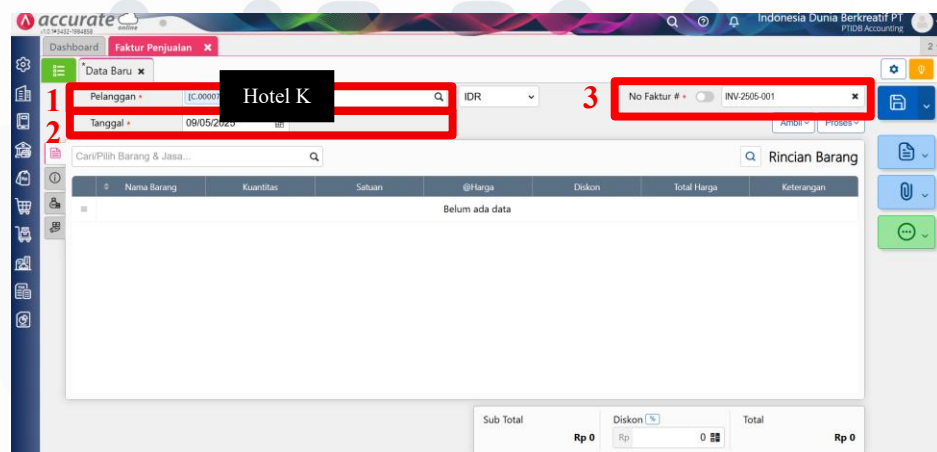 accurate online
Indonesia Dunia Berkreatif PT
PTIDB Accounting
Dashboard Faktur Penjualan
*Data Baru
1 Pelanggan * [C.00007 Hotel K IDR 3 No Faktur # * INV-2505-001
2 Tanggal * 09/05/2025 Ambil Proses
Cari/Pilih Barang & Jasa... Rincian Barang
Nama Barang Kuantitas Satuan @Harga Diskon Total Harga Keterangan
Belum ada data
Sub Total Diskon % Total
Rp 0 Rp 0 Rp 0